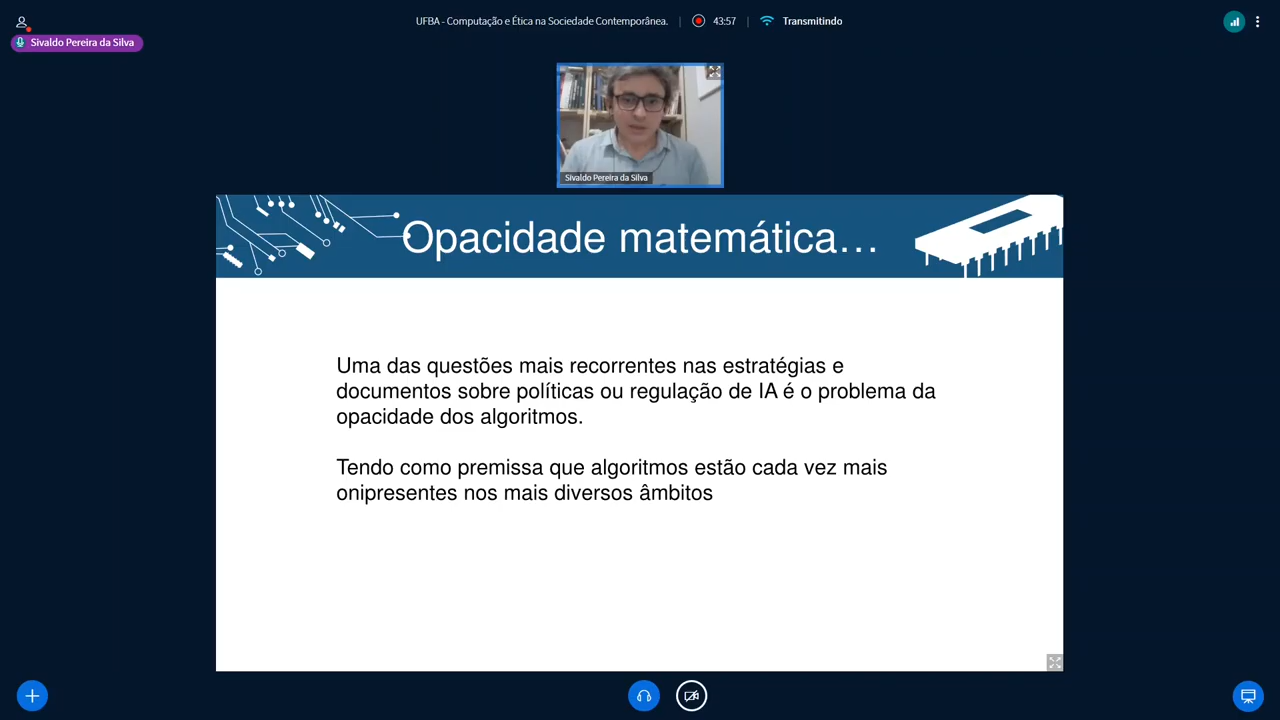 UFBA - Computação e Ética na Sociedade Contemporânea.
43:57
Transmitindo
Sivaldo Pereira da Silva
Sivaldo Pereira da Silva
Opacidade matemática...
Uma das questões mais recorrentes nas estratégias e
documentos sobre políticas ou regulação de IA é o problema da
opacidade dos algoritmos.
Tendo como premissa que algoritmos estão cada vez mais
onipresentes nos mais diversos âmbitos